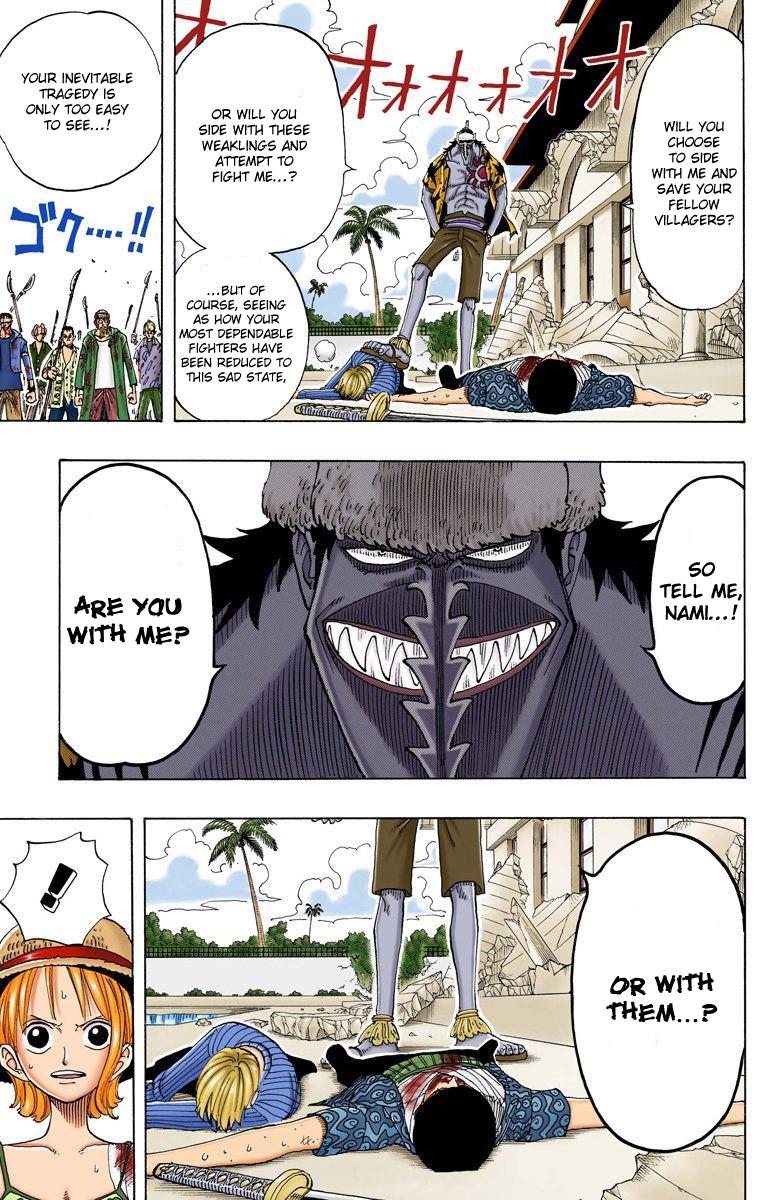 WILL YOU
CHOOSE
TO SIDE
WITH ME AND
SAVE YOUR
FELLOW
VILLAGERS?
オオオオオオオ
OR WILL YOU
SIDE WITH THESE
WEAKLINGS AND
ATTEMPT TO
FIGHT ME...?
...BUT OF
COURSE, SEEING
AS HOW YOUR
MOST DEPENDABLE
FIGHTERS HAVE
BEEN REDUCED TO
THIS SAD STATE,
YOUR INEVITABLE
TRAGEDY IS
ONLY TOO EASY
TO SEE...!
ゴク……!!
SO
TELL ME,
NAMI...!
ARE YOU
WITH ME?
OR WITH
THEM...?
!